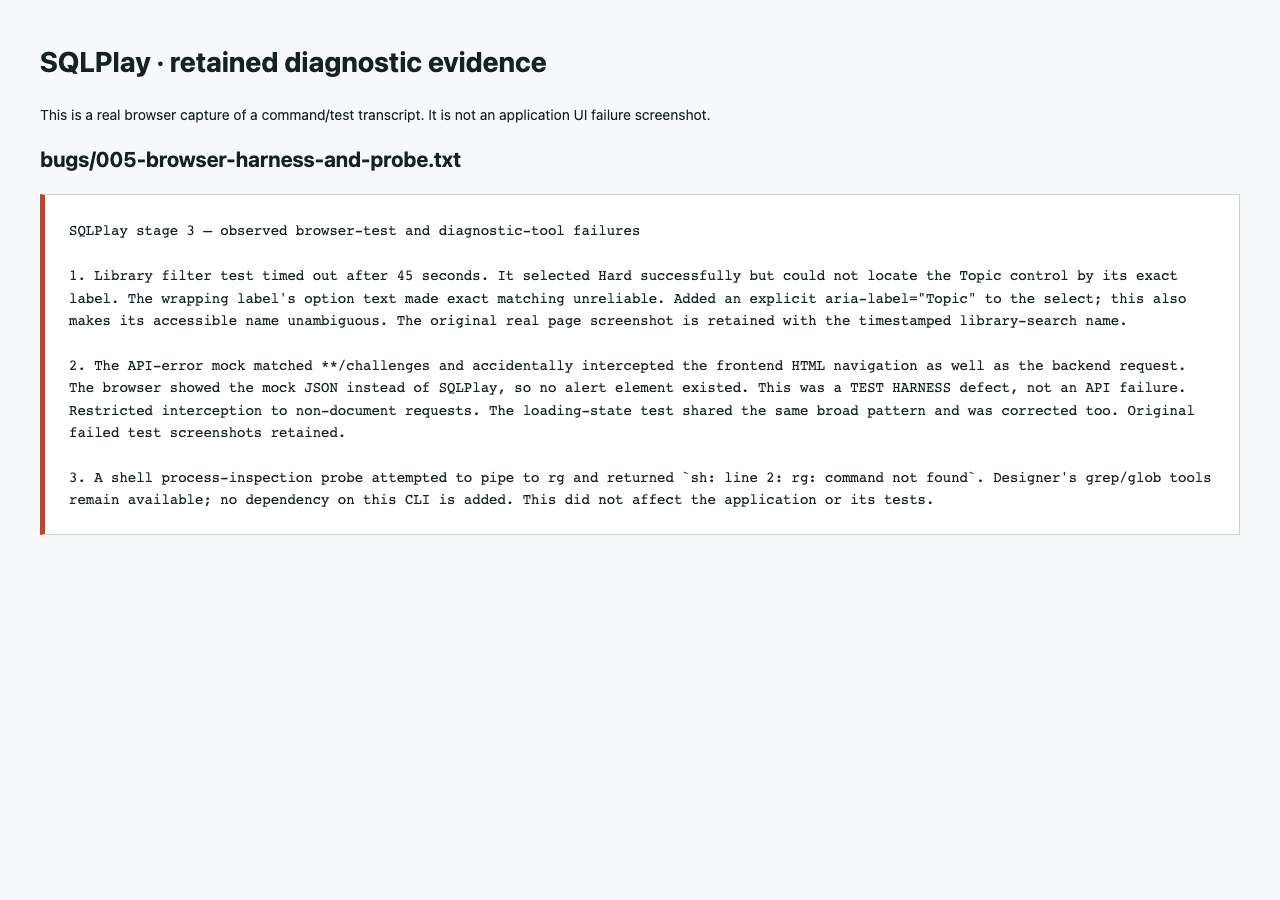 SQLPlay · retained diagnostic evidence
This is a real browser capture of a command/test transcript. It is not an application UI failure screenshot.
bugs/005-browser-harness-and-probe.txt
SQLPlay stage 3 — observed browser-test and diagnostic-tool failures
1. Library filter test timed out after 45 seconds. It selected Hard successfully but could not locate the Topic control by its exact
label. The wrapping label's option text made exact matching unreliable. Added an explicit aria-label="Topic" to the select; this also
makes its accessible name unambiguous. The original real page screenshot is retained with the timestamped library-search name.
2. The API-error mock matched **/challenges and accidentally intercepted the frontend HTML navigation as well as the backend request.
The browser showed the mock JSON instead of SQLPlay, so no alert element existed. This was a TEST HARNESS defect, not an API failure.
Restricted interception to non-document requests. The loading-state test shared the same broad pattern and was corrected too. Original
failed test screenshots retained.
3. A shell process-inspection probe attempted to pipe to rg and returned `sh: line 2: rg: command not found`. Designer's grep/glob tools
remain available; no dependency on this CLI is added. This did not affect the application or its tests.